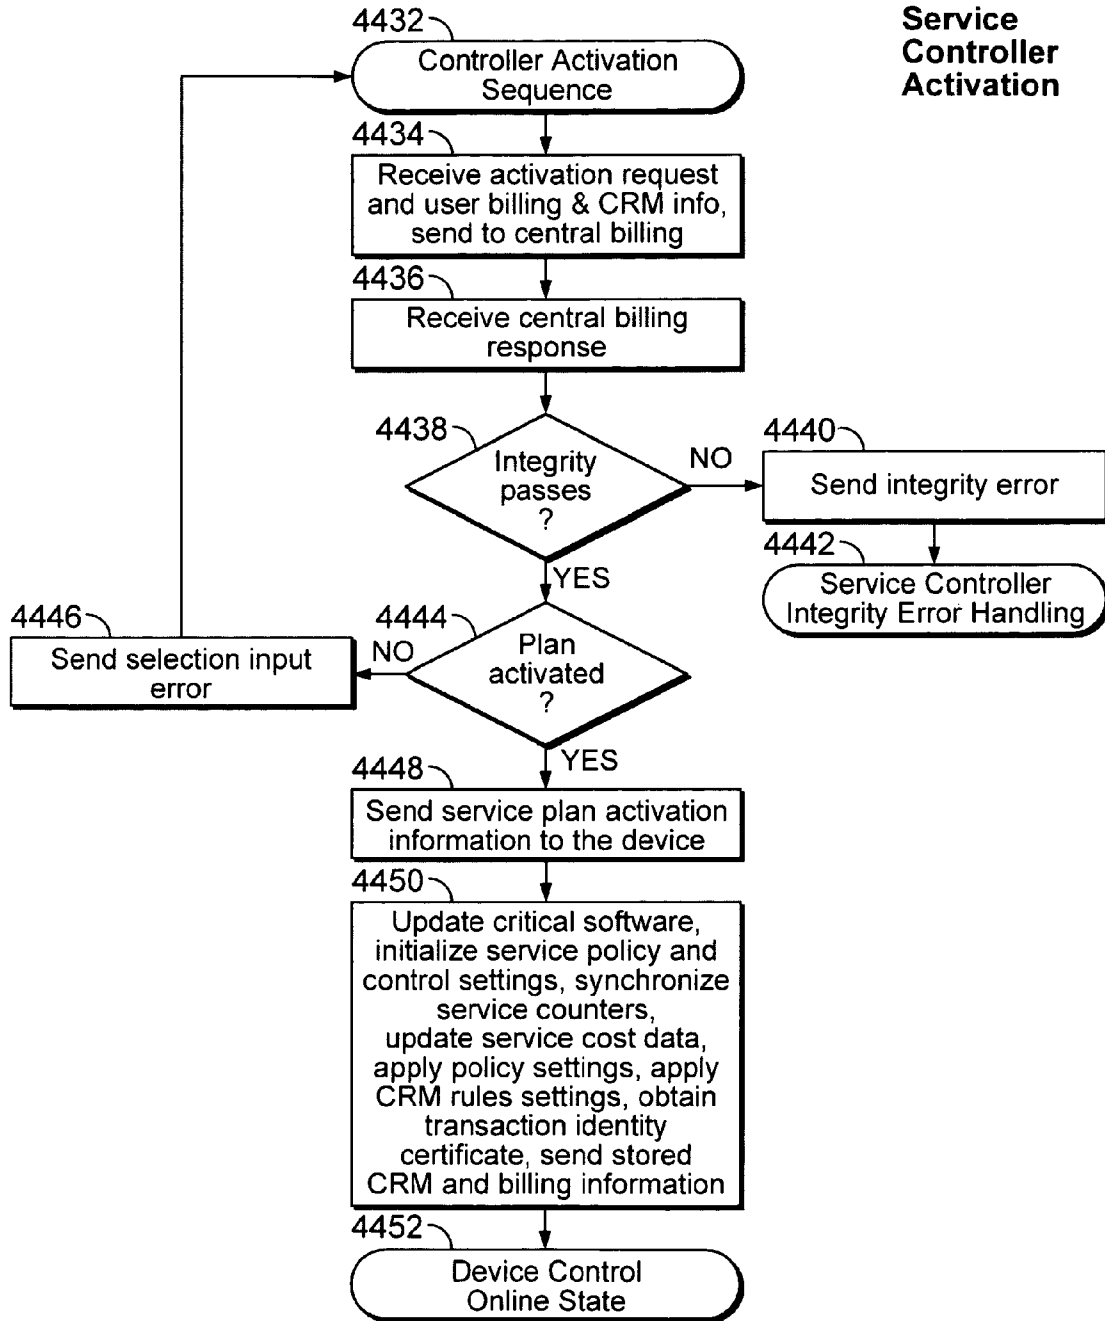 Service
Controller
Activation
4432
Controller Activation
Sequence
4434
Receive activation request
and user billing & CRM info,
send to central billing
4436
Receive central billing
response
4438
Integrity
passes
?
NO
4440
Send integrity error
4442
Service Controller
Integrity Error Handling
YES
4444
Plan
activated
?
NO
4446
Send selection input
error
YES
4448
Send service plan activation
information to the device
4450
Update critical software,
initialize service policy and
control settings, synchronize
service counters,
update service cost data,
apply policy settings, apply
CRM rules settings, obtain
transaction identity
certificate, send stored
CRM and billing information
4452
Device Control
Online State